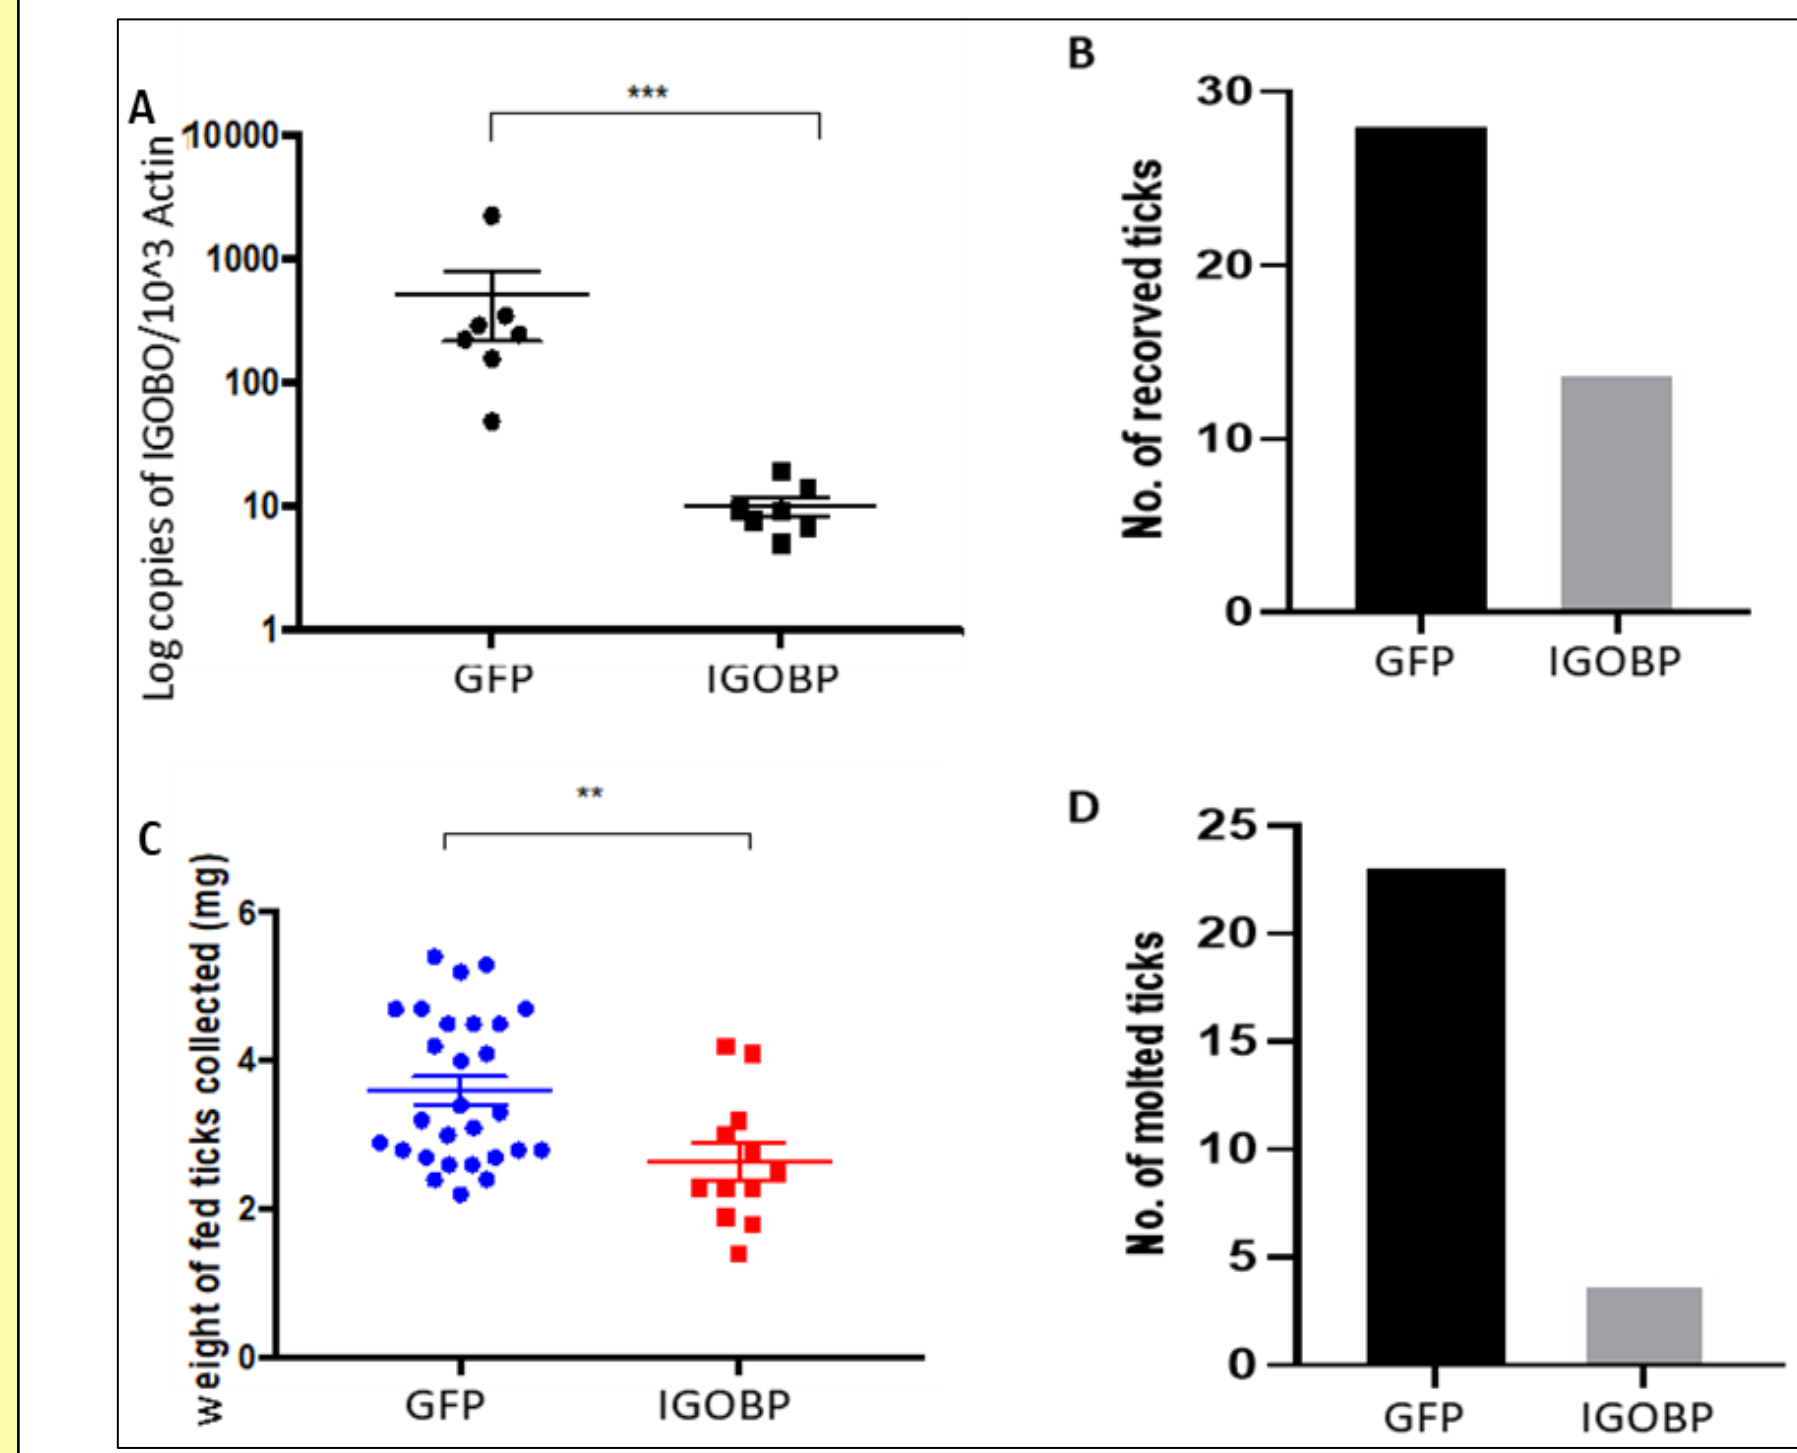 A
***
Log copies of IGOBO/10^3 Actin
10000
1000
100
10
1
GFP
IGOBP
B
No. of recorved ticks
30
20
10
0
GFP
IGOBP
C
**
weight of fed ticks collected (mg)
6
4
2
0
GFP
IGOBP
D
No. of molted ticks
25
20
15
10
5
0
GFP
IGOBP